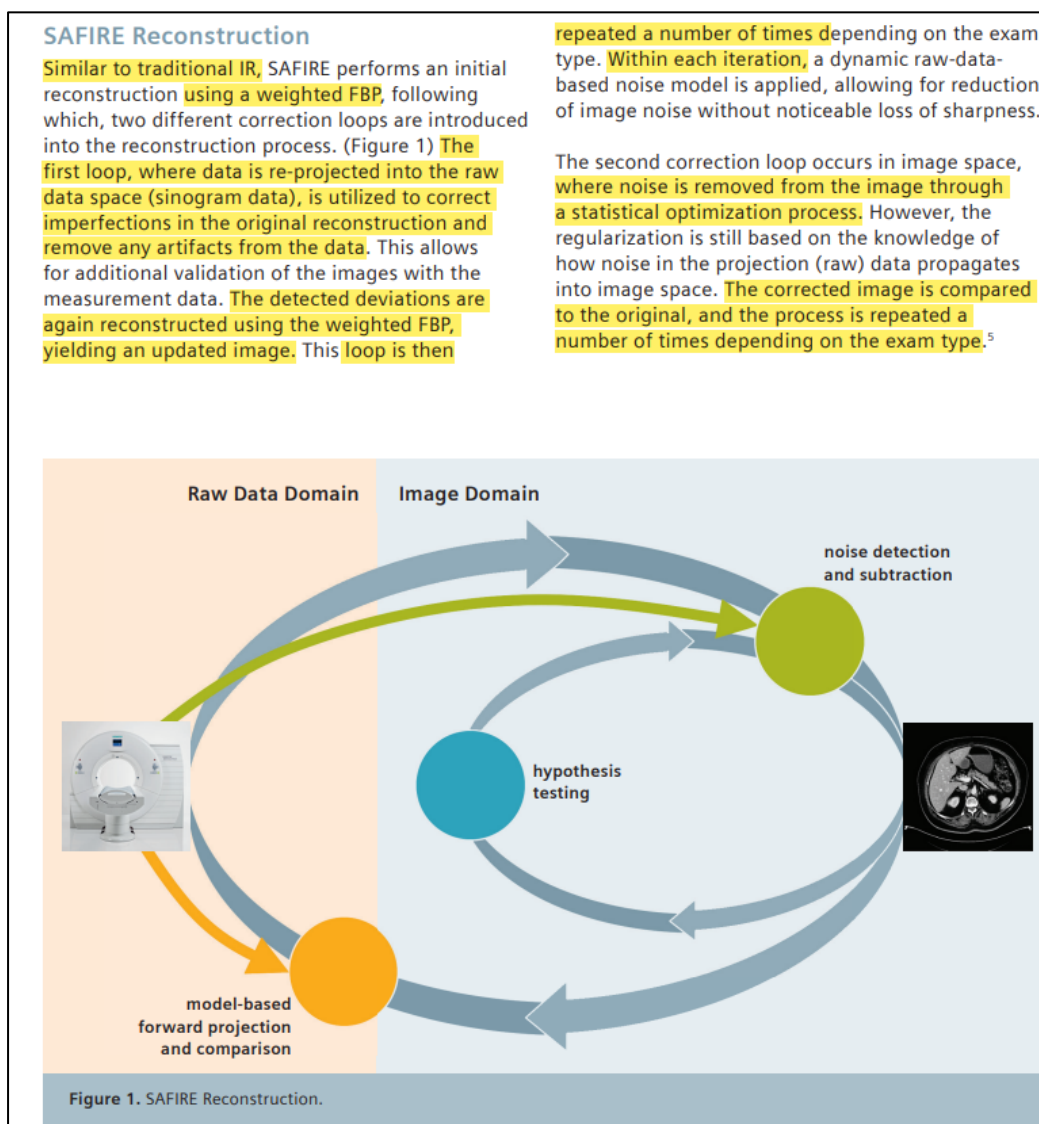 SAFIRE Reconstruction
Similar to traditional IR, SAFIRE performs an initial
reconstruction using a weighted FBP, following
which, two different correction loops are introduced
into the reconstruction process. (Figure 1) The
first loop, where data is re-projected into the raw
data space (sinogram data), is utilized to correct
imperfections in the original reconstruction and
remove any artifacts from the data. This allows
for additional validation of the images with the
measurement data. The detected deviations are
again reconstructed using the weighted FBP,
yielding an updated image. This loop is then
repeated a number of times depending on the exam
type. Within each iteration, a dynamic raw-data-
based noise model is applied, allowing for reduction
of image noise without noticeable loss of sharpness.
The second correction loop occurs in image space,
where noise is removed from the image through
a statistical optimization process. However, the
regularization is still based on the knowledge of
how noise in the projection (raw) data propagates
into image space. The corrected image is compared
to the original, and the process is repeated a
number of times depending on the exam type.⁵
Raw Data Domain
Image Domain
noise detection
and subtraction
hypothesis
testing
model-based
forward projection
and comparison
Figure 1. SAFIRE Reconstruction.